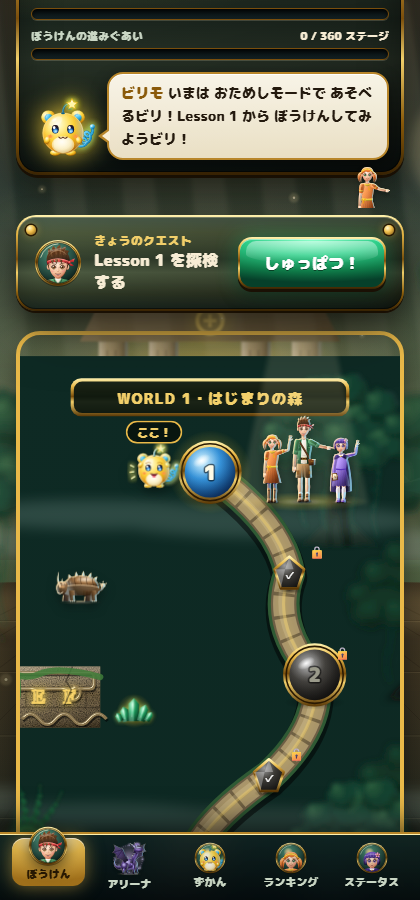 ぼうけんの進みぐあい 0 / 360 ステージ
ビリモ いまは おためしモードで あそべ
るビリ！Lesson 1 から ぼうけんしてみ
ようビリ！
きょうのクエスト
Lesson 1 を探検
する
しゅっぱつ！
WORLD 1・はじまりの森
ここ！
1
2
E
ぼうけん
アリーナ
ずかん
ランキング
ステータス